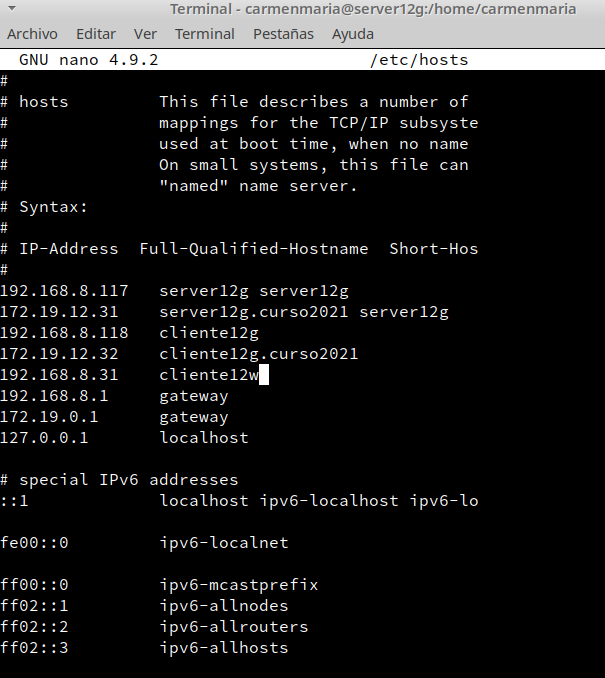 Terminal - carmenmaria@server12g:/home/carmenmaria
Archivo Editar Ver Terminal Pestañas Ayuda
GNU nano 4.9.2 /etc/hosts
#
# hosts This file describes a number of
# mappings for the TCP/IP subsyste
# used at boot time, when no name
# On small systems, this file can
# "named" name server.
# Syntax:
#
# IP-Address Full-Qualified-Hostname Short-Hos
#
192.168.8.117 server12g server12g
172.19.12.31 server12g.curso2021 server12g
192.168.8.118 cliente12g
172.19.12.32 cliente12g.curso2021
192.168.8.31 cliente12w
192.168.8.1 gateway
172.19.0.1 gateway
127.0.0.1 localhost
# special IPv6 addresses
::1 localhost ipv6-localhost ipv6-lo
fe00::0 ipv6-localnet
ff00::0 ipv6-mcastprefix
ff02::1 ipv6-allnodes
ff02::2 ipv6-allrouters
ff02::3 ipv6-allhosts